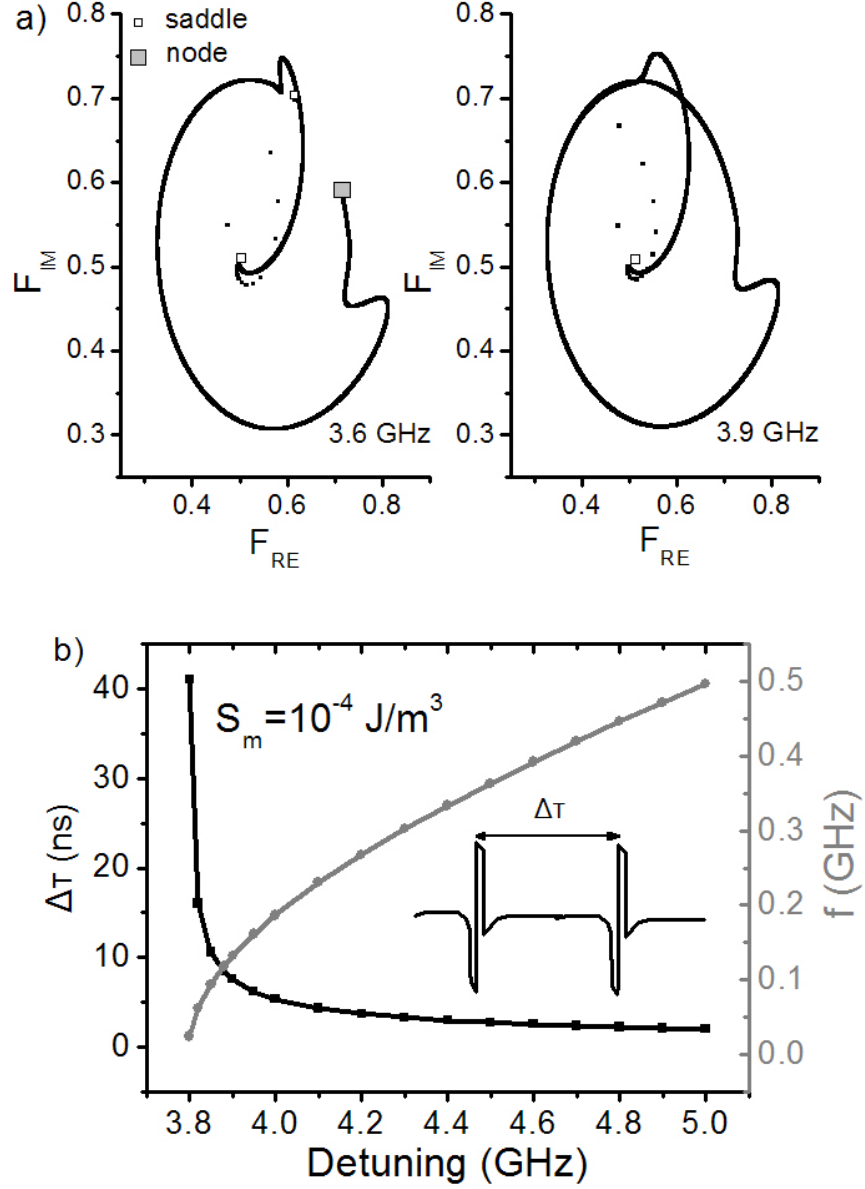 a)
saddle
node
0.8
0.7
0.6
0.5
0.4
0.3
F_IM
0.4 0.6 0.8
F_RE
3.6 GHz
0.8
0.7
0.6
0.5
0.4
0.3
F_IM
0.4 0.6 0.8
F_RE
3.9 GHz
b)
S_m=10^-4 J/m^3
ΔT
40
30
20
10
0
ΔT (ns)
0.5
0.4
0.3
0.2
0.1
0.0
f (GHz)
3.8 4.0 4.2 4.4 4.6 4.8 5.0
Detuning (GHz)